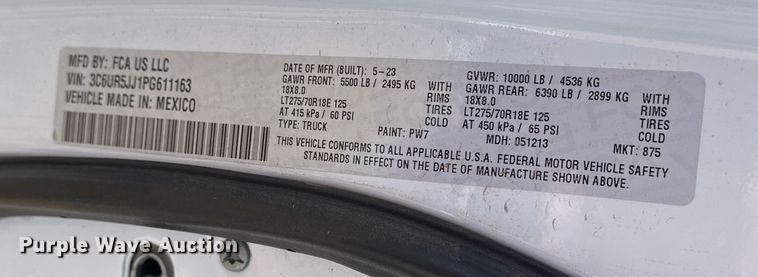 MFD BY: FCA US LLC
VIN: 3C6UR5JJ1PG611163
VEHICLE MADE IN: MEXICO
DATE OF MFR (BUILT): 5-23 GVWR: 10000 LB / 4536 KG
GAWR FRONT: 5500 LB / 2495 KG WITH GAWR REAR: 6390 LB / 2899 KG WITH
18X8.0 RIMS 18X8.0 RIMS
LT275/70R18E 125 TIRES LT275/70R18E 125 TIRES
AT 415 kPa / 60 PSI COLD AT 450 kPa / 65 PSI COLD
TYPE: TRUCK PAINT: PW7 MDH: 051213 MKT: 875
THIS VEHICLE CONFORMS TO ALL APPLICABLE U.S.A. FEDERAL MOTOR VEHICLE SAFETY
STANDARDS IN EFFECT ON THE DATE OF MANUFACTURE SHOWN ABOVE.
Purple Wave Auction